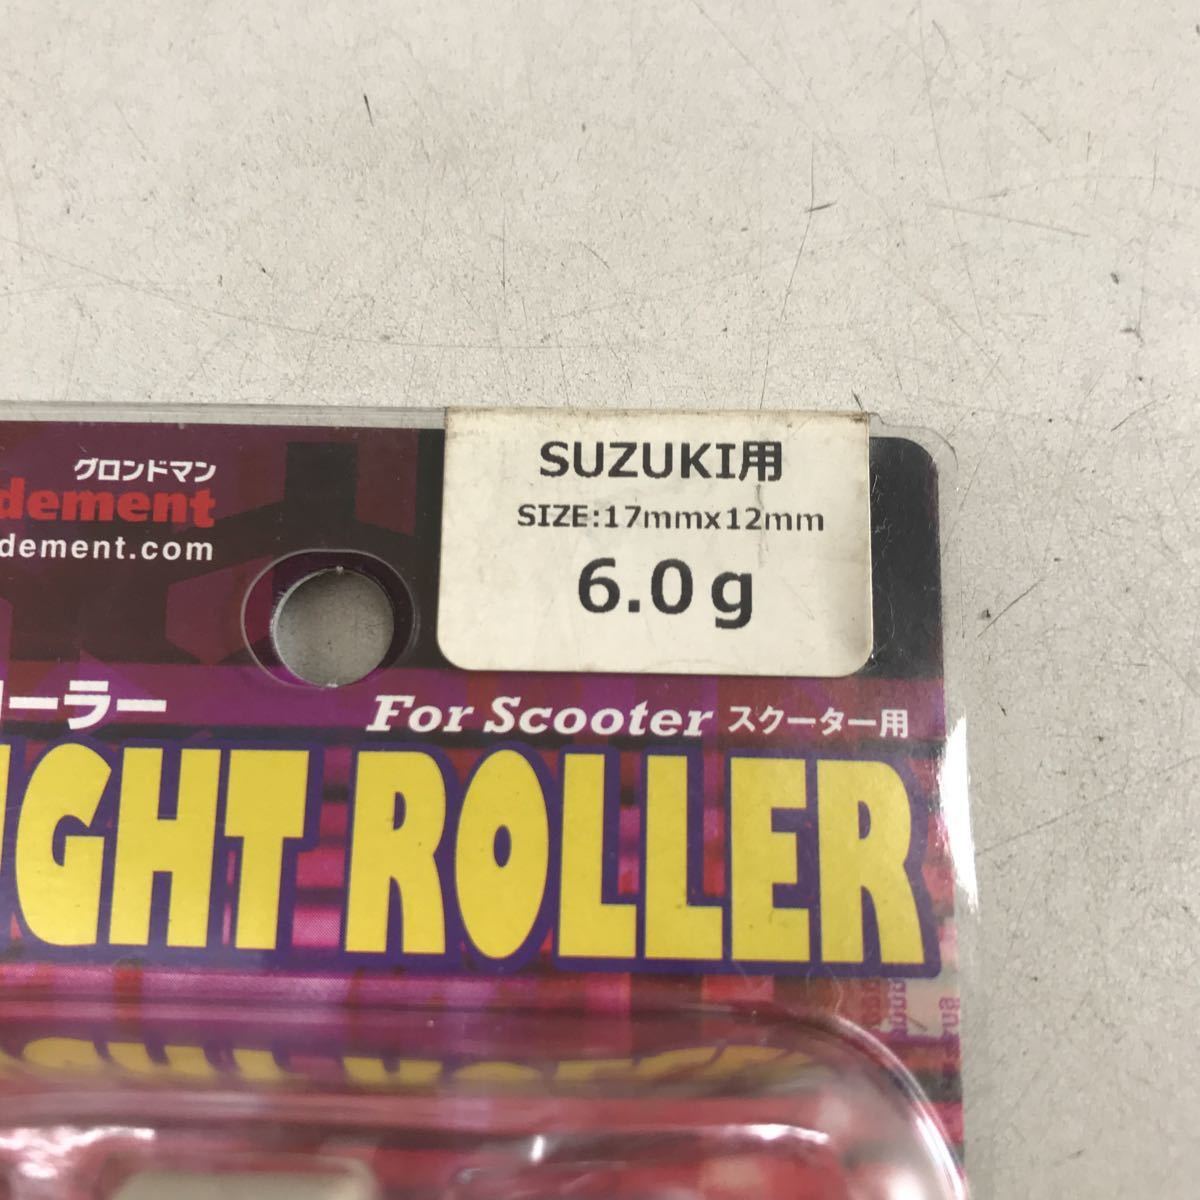 グロンドマン
dement
dement.com
SUZUKI用
SIZE:17mmx12mm
6.0g
ーラー
For Scooter スクーター用
IGHT ROLLER